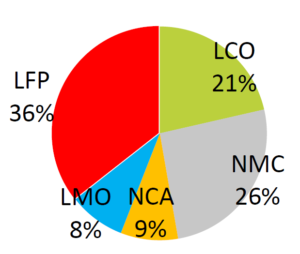 LCO
21%
NMC
26%
NCA
9%
LMO
8%
LFP
36%